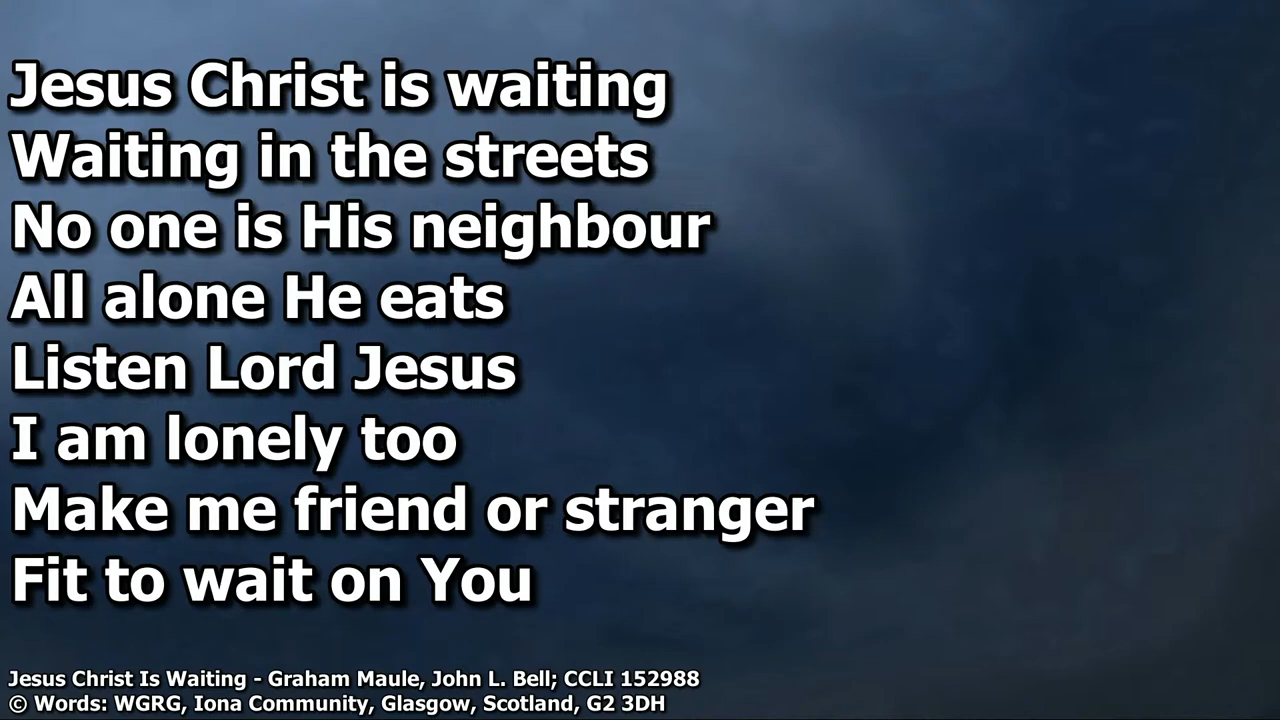 Jesus Christ is waiting
Waiting in the streets
No one is His neighbour
All alone He eats
Listen Lord Jesus
I am lonely too
Make me friend or stranger
Fit to wait on You
Jesus Christ Is Waiting - Graham Maule, John L. Bell; CCLI 152988
© Words: WGRG, Iona Community, Glasgow, Scotland, G2 3DH